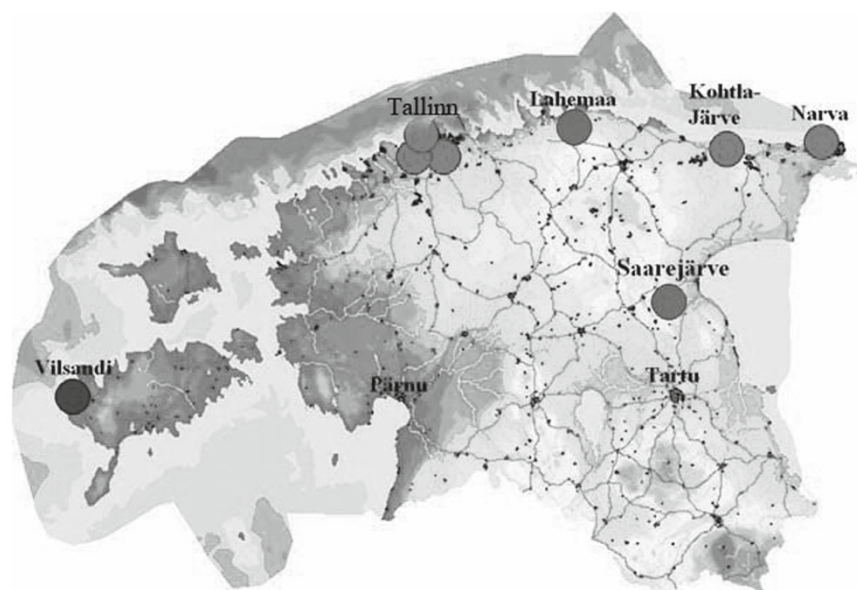 Tallinn
Lahemaa
Kohtla-
Järve
Narva
Saarejärve
Vilsandi
Pärnu
Tartu